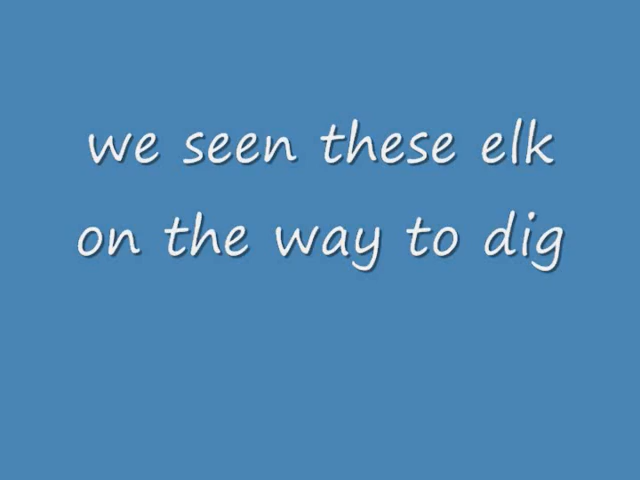 we seen these elk
on the way to dig